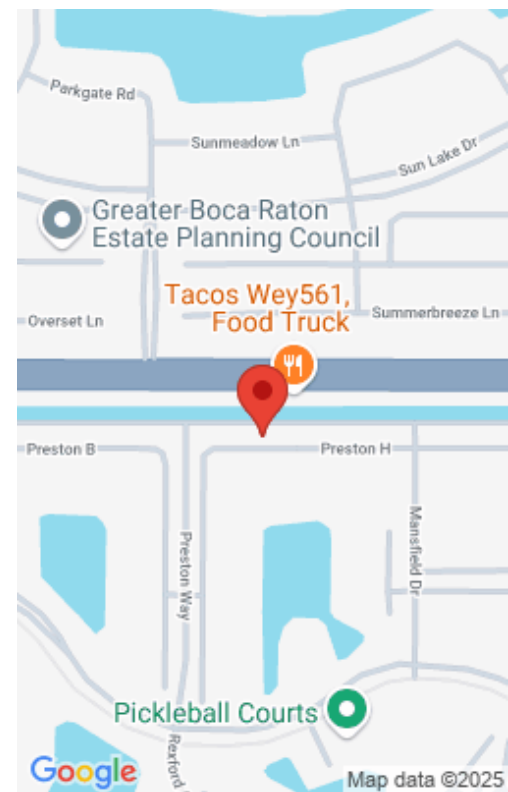 Parkgate Rd
Sunmeadow Ln
Sun Lake Dr
Greater Boca Raton
Estate Planning Council
Tacos Wey561,
Food Truck
Overset Ln
Summerbreeze Ln
Preston B
Preston H
Preston Way
Mansfield Dr
Pickleball Courts
Rexford
Google
Map data ©2025